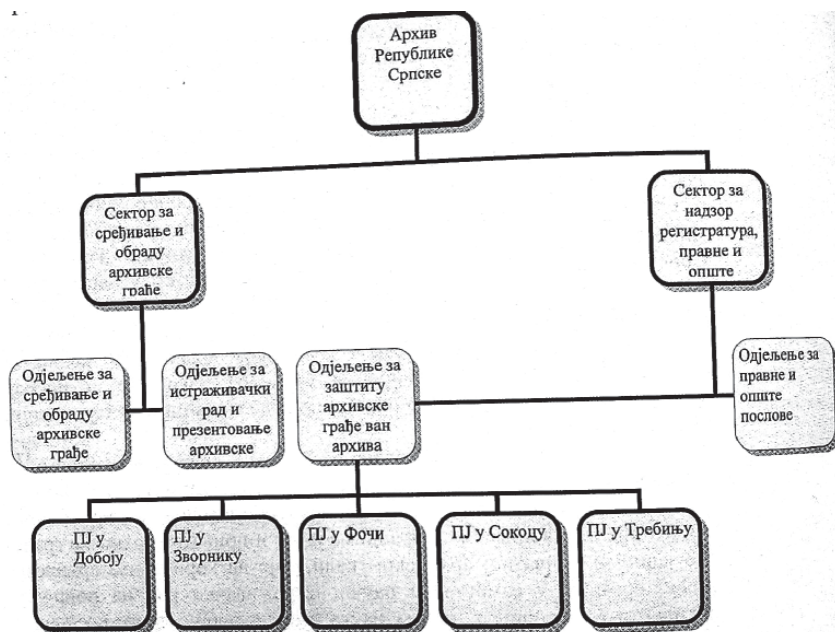 Архив
Републике
Српске
Сектор за
сређивање и
обраду
архивске
грађе
Сектор за
надзор
регистратура,
правне и
опште
Одјељење за
сређивање и
обраду
архивске
грађе
Одјељење за
истраживачки
рад и
презентовање
архивске
Одјељење за
заштиту
архивске
грађе ван
архива
Одјељење за
правне и
опште
послове
ПЈ у
Добоју
ПЈ у
Зворнику
ПЈ у Фочи
ПЈ у Сокоцу
ПЈ у Требињу